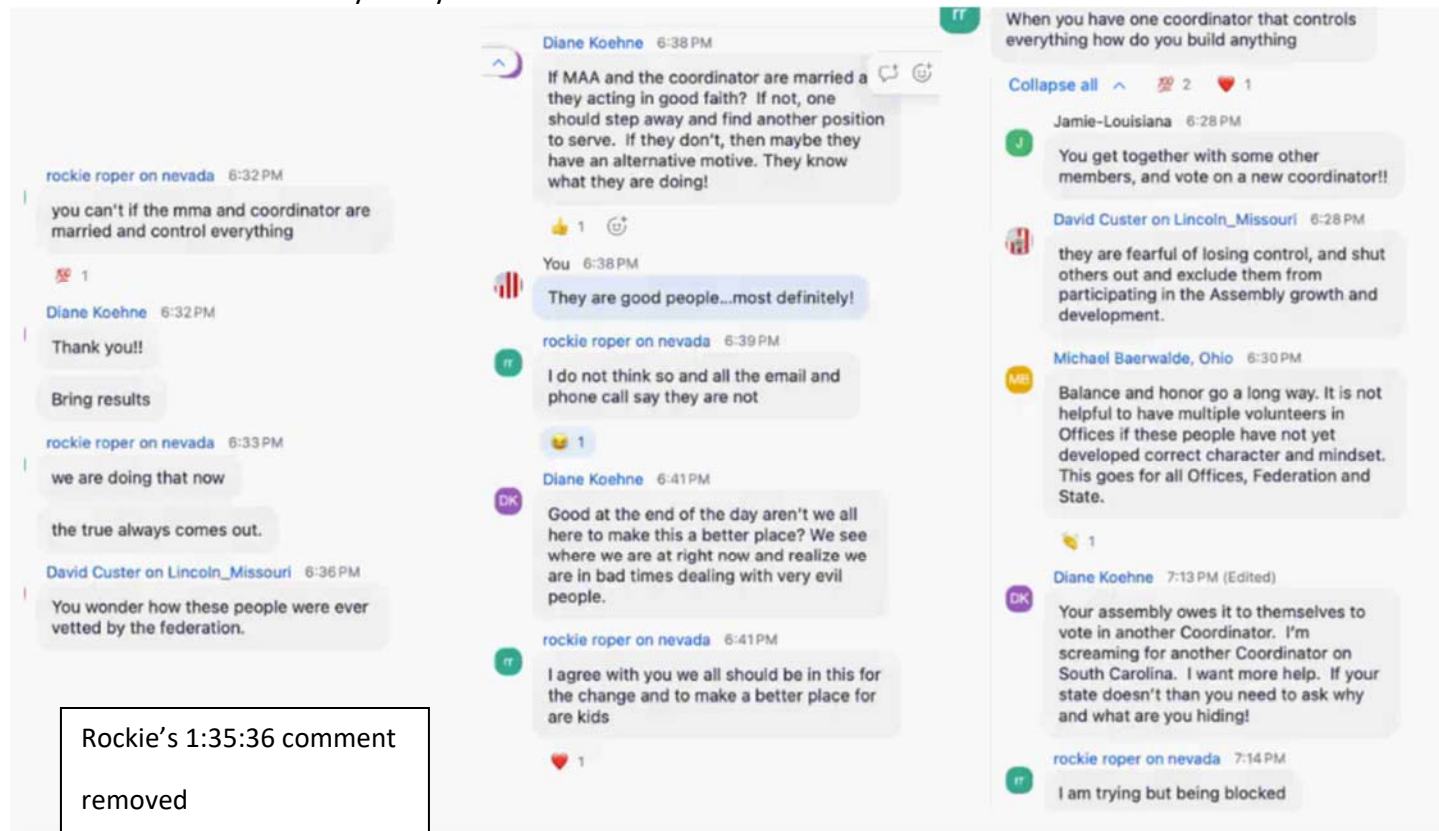 rockie roper on nevada 6:32 PM
you can't if the mma and coordinator are
married and control everything
💯 1
Diane Koehne 6:32 PM
Thank you!!
Bring results
rockie roper on nevada 6:33 PM
we are doing that now
the true always comes out.
David Custer on Lincoln_Missouri 6:36 PM
You wonder how these people were ever
vetted by the federation.
Rockie's 1:35:36 comment
removed
Diane Koehne 6:38 PM
If MAA and the coordinator are married a
they acting in good faith? If not, one
should step away and find another position
to serve. If they don't, then maybe they
have an alternative motive. They know
what they are doing!
👍 1
You 6:38 PM
They are good people...most definitely!
rr
rockie roper on nevada 6:39 PM
I do not think so and all the email and
phone call say they are not
😂 1
DK
Diane Koehne 6:41 PM
Good at the end of the day aren't we all
here to make this a better place? We see
where we are at right now and realize we
are in bad times dealing with very evil
people.
rr
rockie roper on nevada 6:41 PM
I agree with you we all should be in this for
the change and to make a better place for
are kids
❤️ 1
rr
When you have one coordinator that controls
everything how do you build anything
Collapse all 💯 2 ❤️ 1
J
Jamie-Louisiana 6:28 PM
You get together with some other
members, and vote on a new coordinator!!
David Custer on Lincoln_Missouri 6:28 PM
they are fearful of losing control, and shut
others out and exclude them from
participating in the Assembly growth and
development.
MB
Michael Baerwalde, Ohio 6:30 PM
Balance and honor go a long way. It is not
helpful to have multiple volunteers in
Offices if these people have not yet
developed correct character and mindset.
This goes for all Offices, Federation and
State.
👏 1
DK
Diane Koehne 7:13 PM (Edited)
Your assembly owes it to themselves to
vote in another Coordinator. I'm
screaming for another Coordinator on
South Carolina. I want more help. If your
state doesn't than you need to ask why
and what are you hiding!
rr
rockie roper on nevada 7:14 PM
I am trying but being blocked